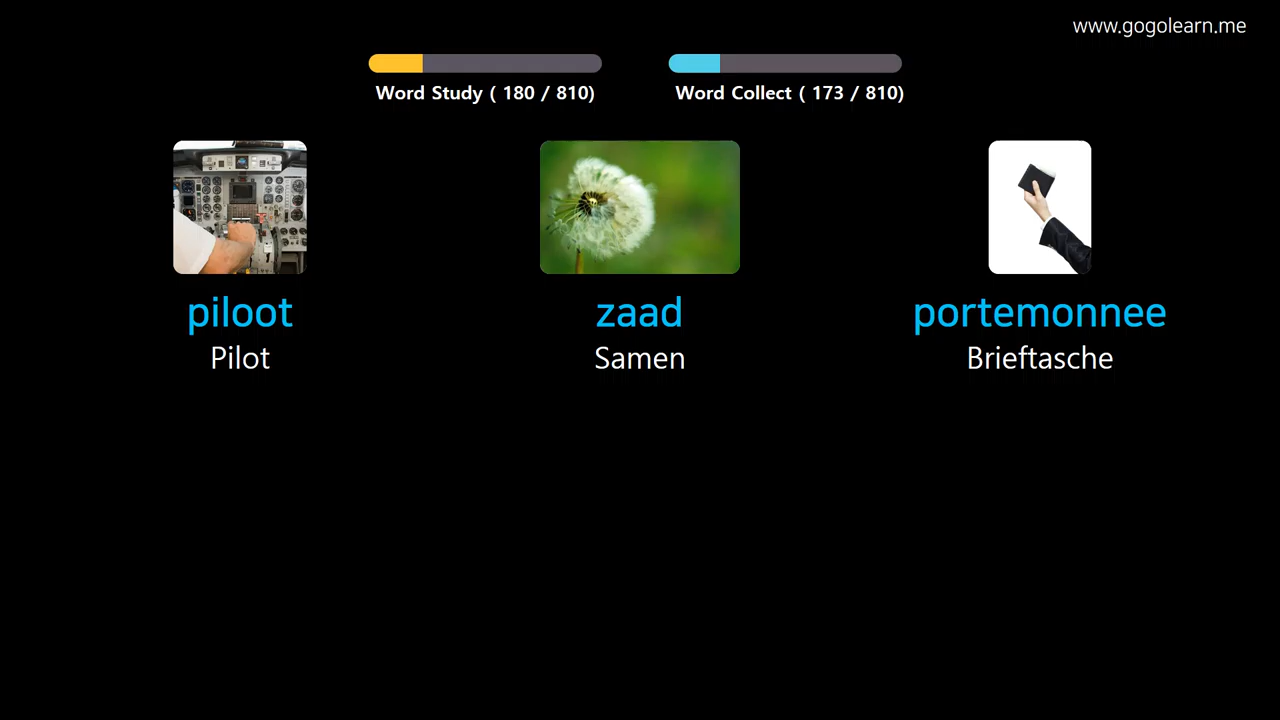 www.gogolearn.me
Word Study ( 180 / 810)
Word Collect ( 173 / 810)
piloot
zaad
portemonnee
Pilot
Samen
Brieftasche